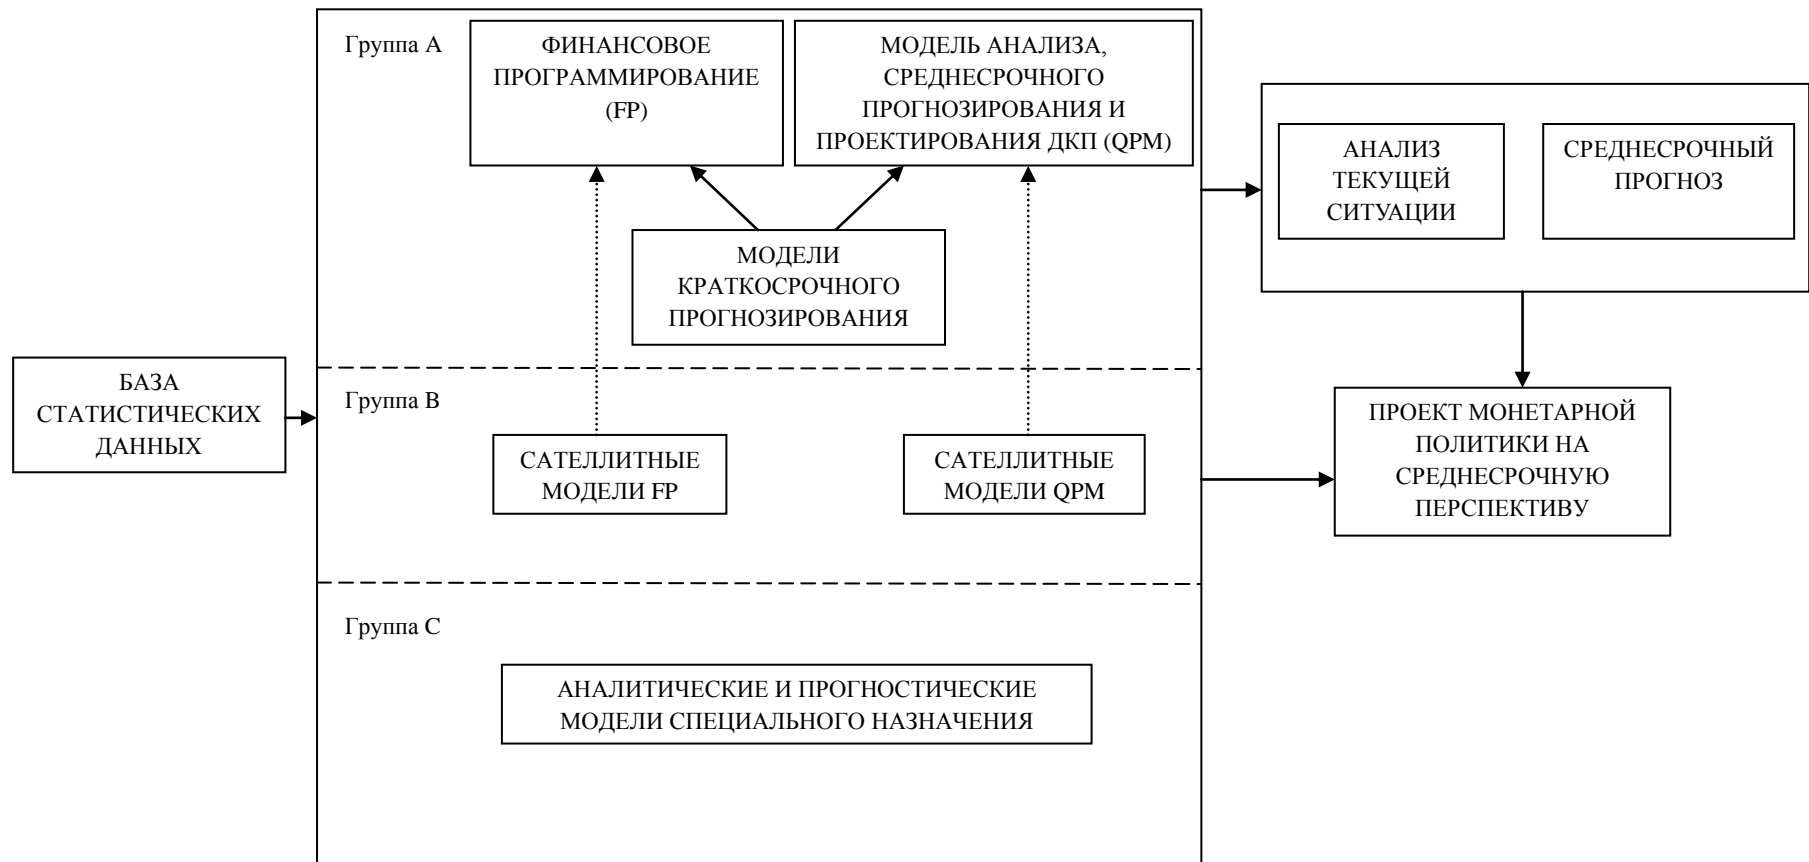 Группа А
ФИНАНСОВОЕ
ПРОГРАММИРОВАНИЕ
(FP)
МОДЕЛЬ АНАЛИЗА,
СРЕДНЕСРОЧНОГО
ПРОГНОЗИРОВАНИЯ И
ПРОЕКТИРОВАНИЯ ДКП (QPM)
МОДЕЛИ
КРАТКОСРОЧНОГО
ПРОГНОЗИРОВАНИЯ
АНАЛИЗ
ТЕКУЩЕЙ
СИТУАЦИИ
СРЕДНЕСРОЧНЫЙ
ПРОГНОЗ
БАЗА
СТАТИСТИЧЕСКИХ
ДАННЫХ
Группа В
САТЕЛЛИТНЫЕ
МОДЕЛИ FP
САТЕЛЛИТНЫЕ
МОДЕЛИ QPM
ПРОЕКТ МОНЕТАРНОЙ
ПОЛИТИКИ НА
СРЕДНЕСРОЧНУЮ
ПЕРСПЕКТИВУ
Группа С
АНАЛИТИЧЕСКИЕ И ПРОГНОСТИЧЕСКИЕ
МОДЕЛИ СПЕЦИАЛЬНОГО НАЗНАЧЕНИЯ